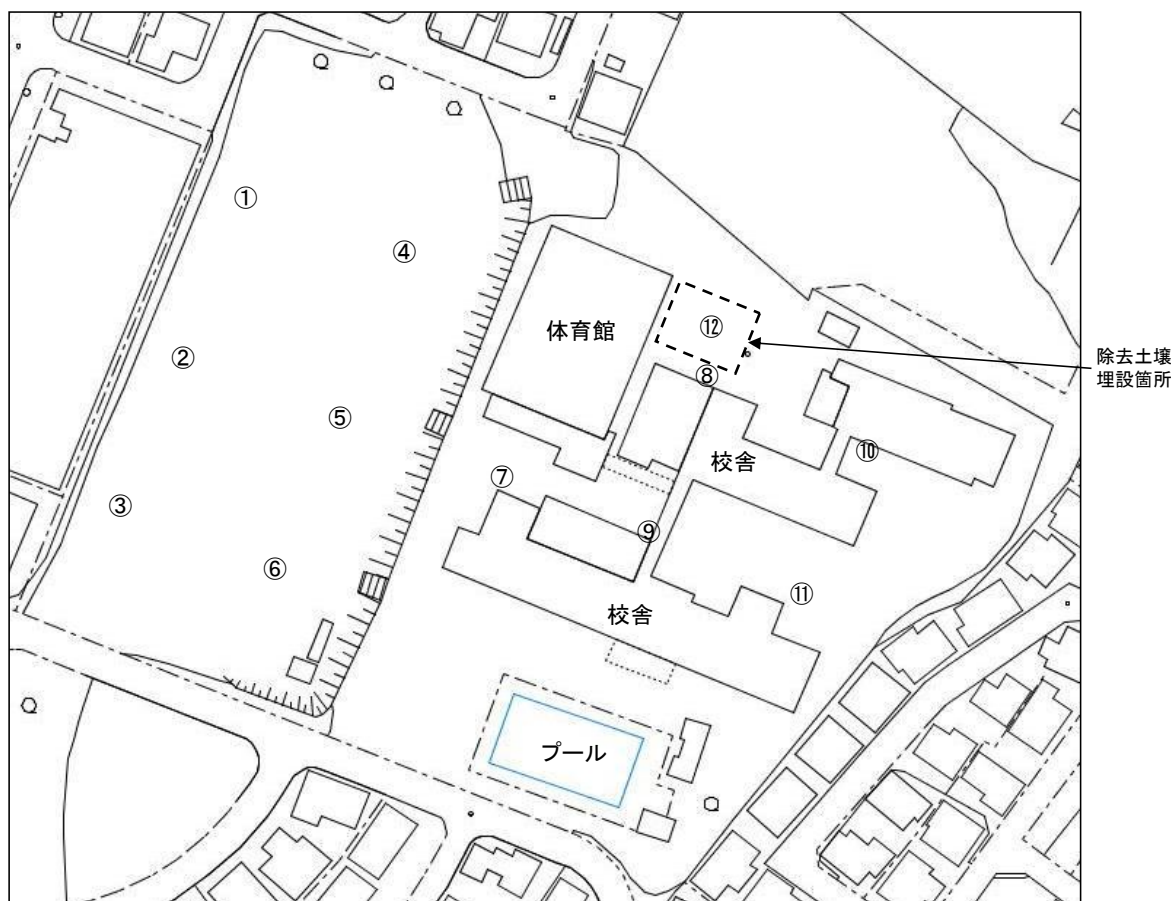 ①
④
体育館
⑫
除去土壌
埋設箇所
②
⑧
⑤
校舎
⑩
⑦
③
⑨
⑥
⑪
校舎
プール